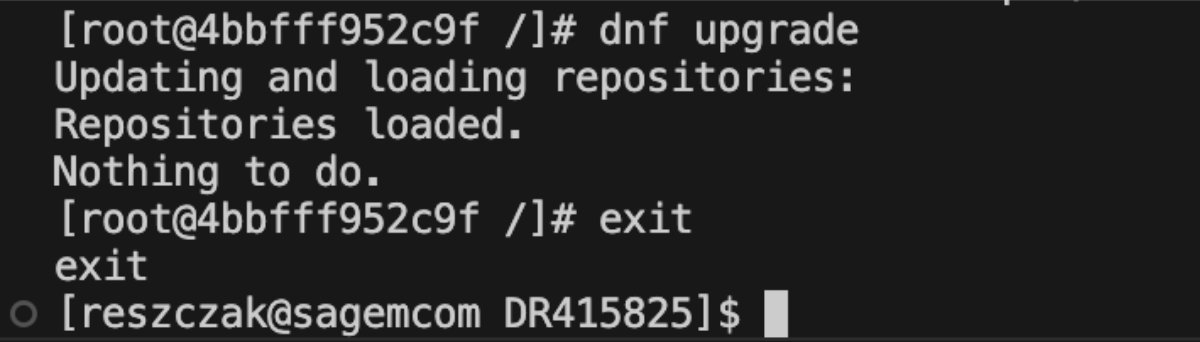 [root@4bbfff952c9f /]# dnf upgrade
Updating and loading repositories:
Repositories loaded.
Nothing to do.
[root@4bbfff952c9f /]# exit
exit
[reszczak@sagemcom DR415825]$